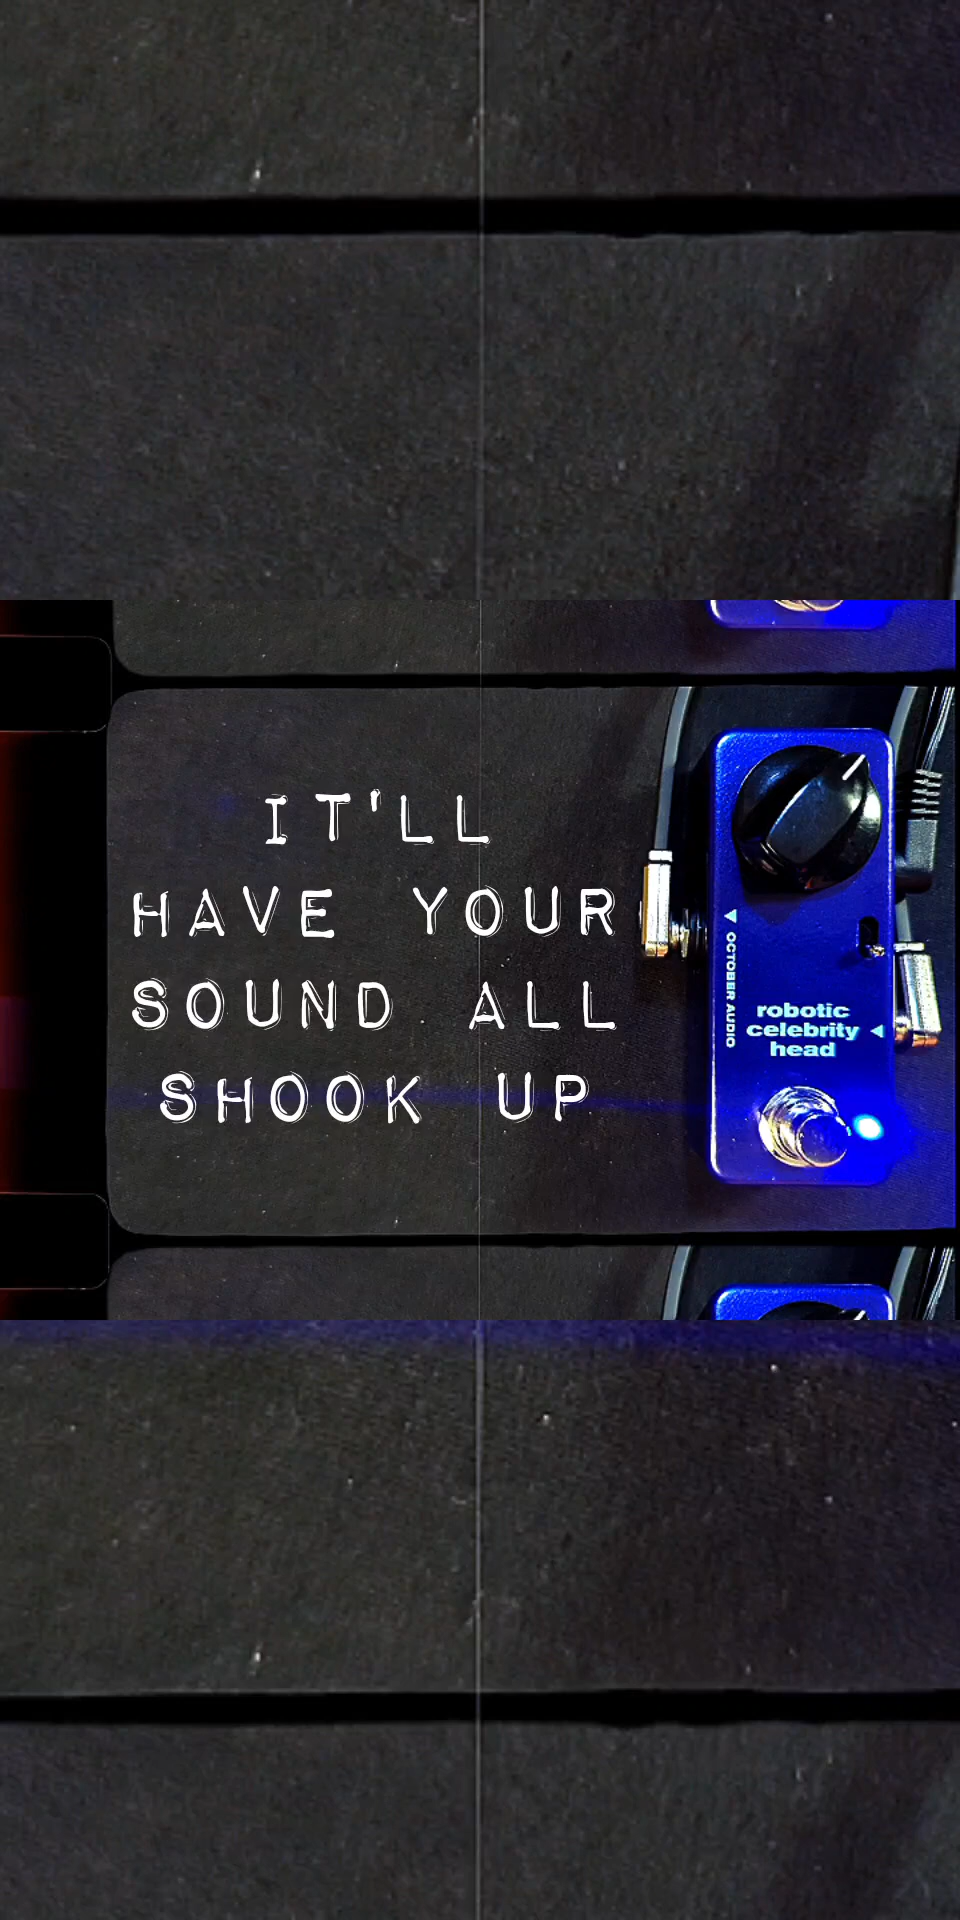 IT'LL
HAVE YOUR
SOUND ALL
SHOOK UP
OCTOBER AUDIO
robotic
celebrity
head